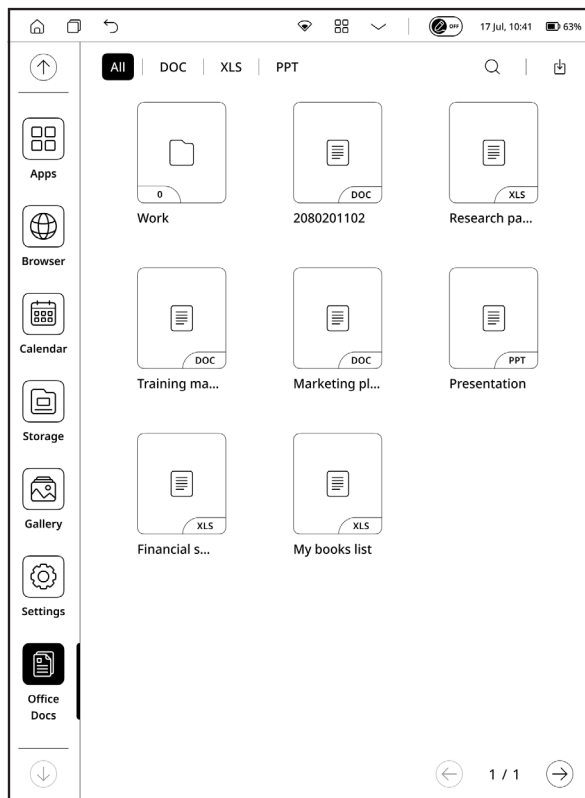 OFF
17 Jul, 10:41
63%
All
DOC
XLS
PPT
Apps
Browser
Calendar
Storage
Gallery
Settings
Office
Docs
0
Work
DOC
2080201102
XLS
Research pa...
DOC
Training ma...
DOC
Marketing pl...
PPT
Presentation
XLS
Financial s...
XLS
My books list
1 / 1